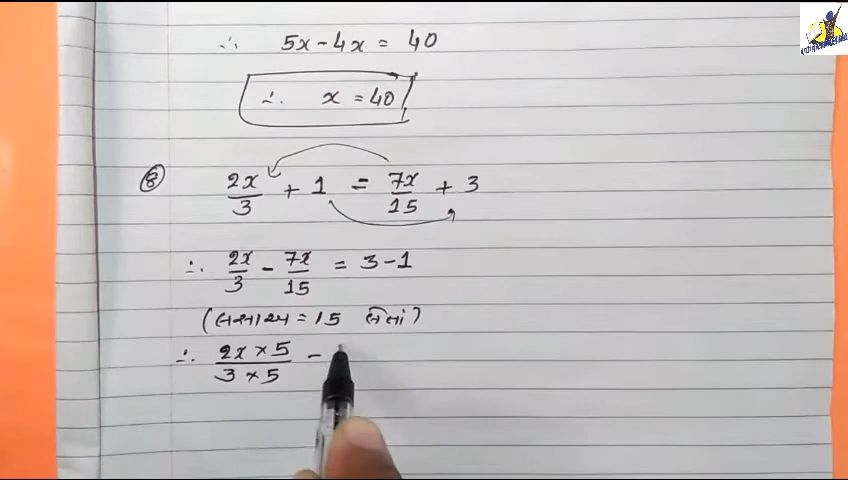 ∴ 5x - 4x = 40
∴ x = 40
⑧ 2x/3 + 1 = 7x/15 + 3
∴ 2x/3 - 7x/15 = 3 - 1
(લસાઅ = 15 લેતાં)
∴ 2x × 5/3 × 5 -